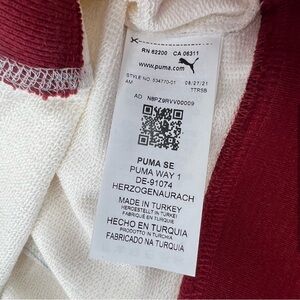 RN 62200 CA 06311
www.puma.com
STYLE NO. 534770-01 08/27/21
AM TTRSB
AD N8PZ9RVV00009
PUMA SE
PUMA WAY 1
DE-91074
HERZOGENAURACH
MADE IN TURKEY
HERGESTELLT IN TURKEI
FABRIQUÉ EN TURQUIE
HECHO EN TURQUIA
PRODOTTO IN TURCHIA
FABRICADO NA TURQUIA